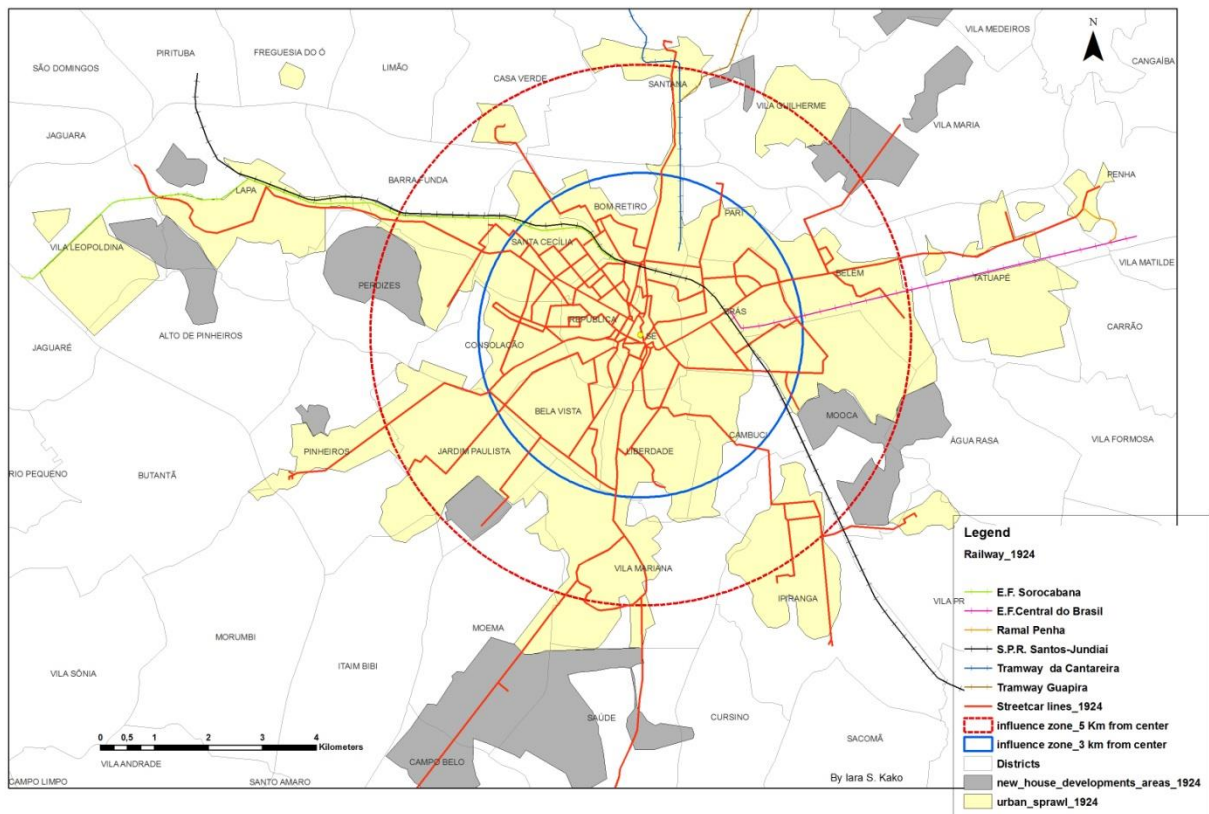 N
VILA MEDEIROS
PIRITUBA
FREGUESIA DO Ó
LIMÃO
CANGAÍBA
SÃO DOMINGOS
CASA VERDE
SANTANA
VILA GUILHERME
VILA MARIA
JAGUARA
PENHA
LAPA
BARRA FUNDA
BOM RETIRO
PARI
SANTA CECÍLIA
VILA LEOPOLDINA
BELÉM
TATUAPÉ
VILA MATILDE
PERDIZES
BRÁS
REPÚBLICA
SÉ
CARRÃO
ALTO DE PINHEIROS
JAGUARÉ
CONSOLAÇÃO
BELA VISTA
MOOCA
CAMBUCI
ÁGUA RASA
VILA FORMOSA
PINHEIROS
JARDIM PAULISTA
LIBERDADE
RIO PEQUENO
BUTANTÃ
VILA MARIANA
IPIRANGA
VILA PR
MOEMA
MORUMBI
ITAIM BIBI
VILA SÔNIA
SAÚDE
CURSINO
SACOMÃ
0 0,5 1 2 3 4
Kilometers
VILA ANDRADE
CAMPO BELO
CAMPO LIMPO
SANTO AMARO
By Iara S. Kako
Legend
Railway_1924
E.F. Sorocabana
E.F.Central do Brasil
Ramal Penha
S.P.R. Santos-Jundiaí
Tramway da Cantareira
Tramway Guapira
Streetcar lines_1924
influence zone_5 Km from center
influence zone_3 km from center
Districts
new_house_developments_areas_1924
urban_sprawl_1924